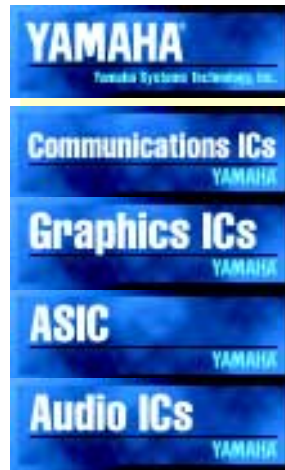 YAMAHA®
Yamaha Systems Technology, Inc.
Communications ICs
YAMAHA
Graphics ICs
YAMAHA
ASIC
YAMAHA
Audio ICs
YAMAHA